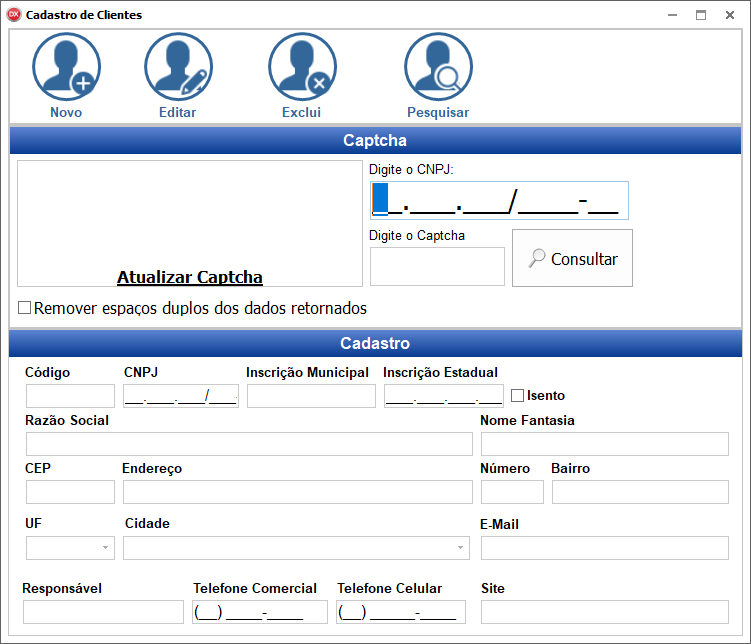 DX Cadastro de Clientes
Novo Editar Exclui Pesquisar
Captcha
Digite o CNPJ:
__.___.___/____-__
Digite o Captcha
Consultar
Atualizar Captcha
Remover espaços duplos dos dados retornados
Cadastro
Código CNPJ Inscrição Municipal Inscrição Estadual
__.___.___/____ ___.___.___.___ Isento
Razão Social Nome Fantasia
CEP Endereço Número Bairro
UF Cidade E-Mail
Responsável Telefone Comercial Telefone Celular Site
(__) ____-____ (__) _____-____